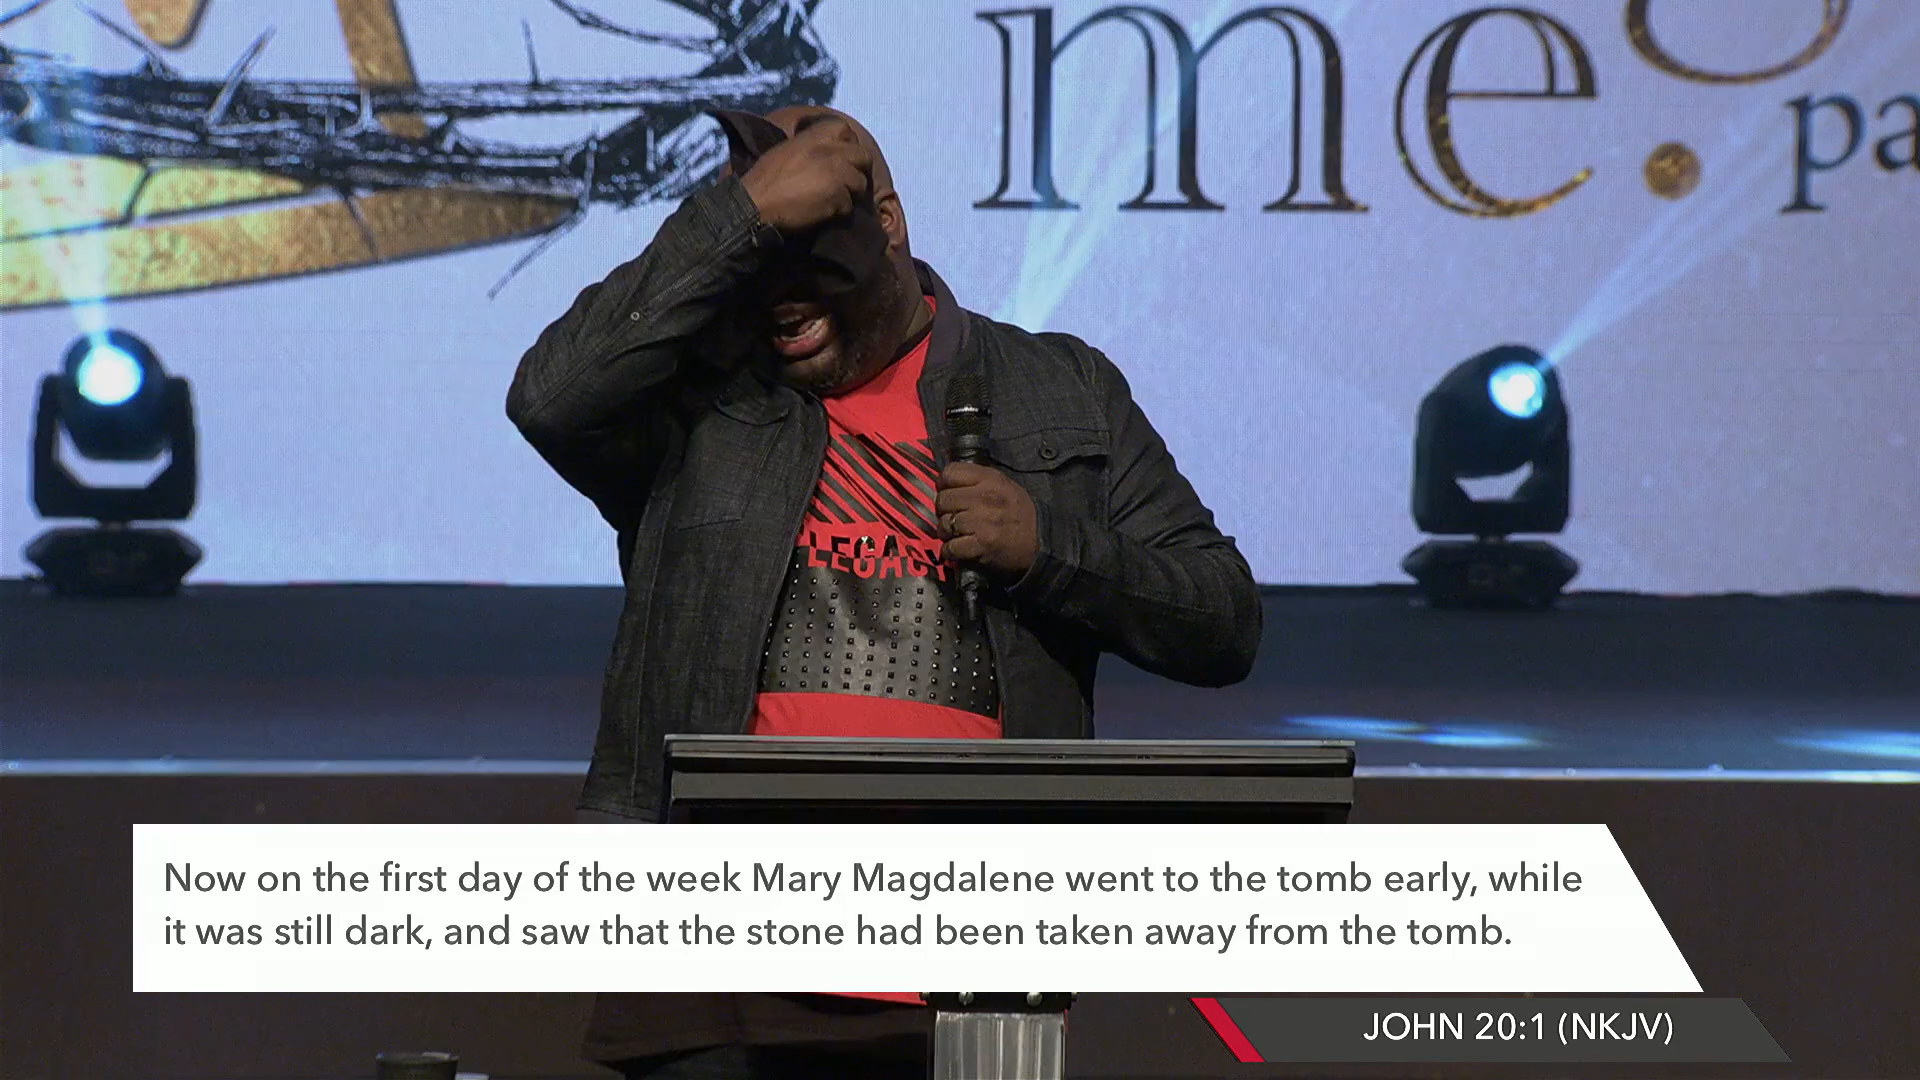 me.
LEGACY
Now on the first day of the week Mary Magdalene went to the tomb early, while
it was still dark, and saw that the stone had been taken away from the tomb.
JOHN 20:1 (NKJV)